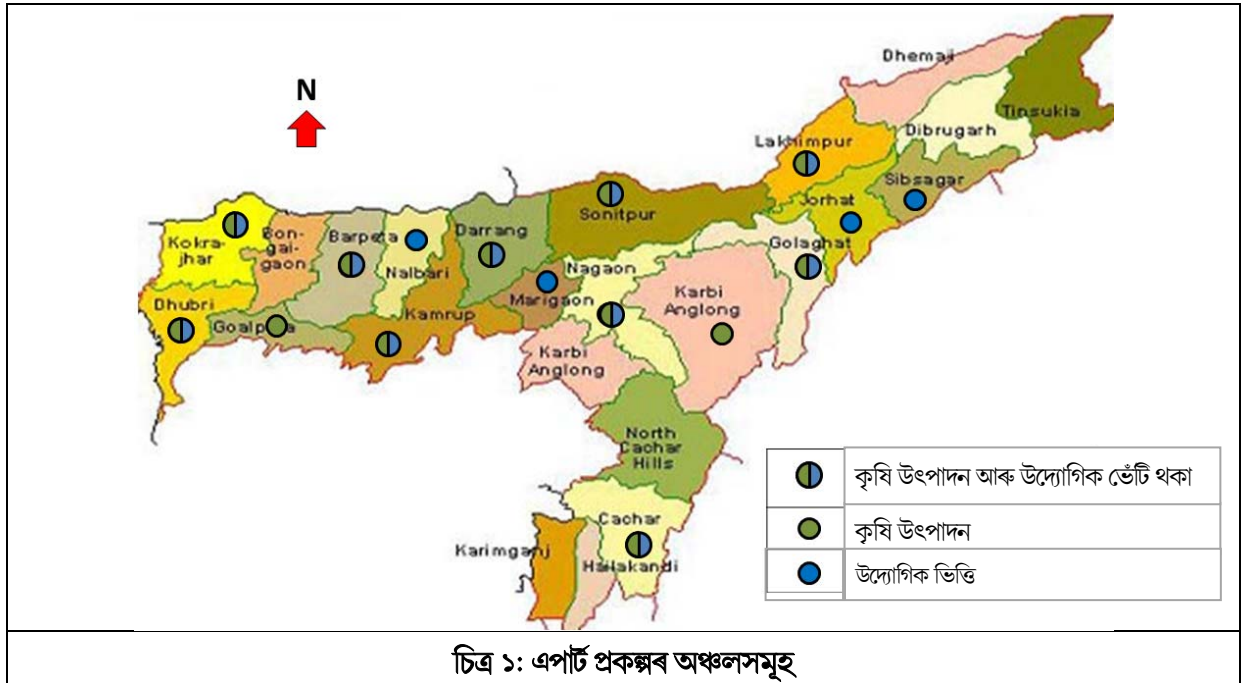 N
Dhemaji
Tinsukia
Dibrugarh
Lakhimpur
Sibsagar
Jorhat
Sonitpur
Kokra-
jhar
Bon-
gai-
gaon
Barpeta
Nalbari
Darrang
Golaghat
Nagaon
Marigaon
Karbi
Anglong
Dhubri
Goalpara
Kamrup
Karbi
Anglong
North
Cachar
Hills
Cachar
Karimganj
Hailakandi
কৃষি উৎপাদন আৰু উদ্যোগিক ভেঁটি থকা
কৃষি উৎপাদন
উদ্যোগিক ভিত্তি
চিত্ৰ ১: এপাৰ্ট প্ৰকল্পৰ অঞ্চলসমূহ